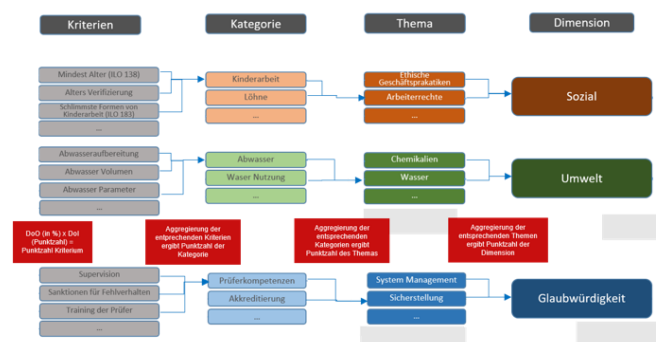 Kriterien
Kategorie
Thema
Dimension
Mindest Alter (ILO 138)
Alters Verifizierung
Schlimmste Formen von
Kinderarbeit (ILO 183)
...
Kinderarbeit
Löhne
...
Ethische
Geschäftsprakatiken
Arbeiterrechte
...
Sozial
Abwasseraufbereitung
Abwasser Volumen
Abwasser Parameter
...
Abwasser
Waser Nutzung
...
Chemikalien
Wasser
...
Umwelt
DoO (in %) x DoI
(Punktzahl) =
Punktzahl Kriterium
Aggregierung der
entprechenden Kriterien
ergibt Punktzahl der
Kategorie
Aggregierung der
entsprechenden
Kategorien ergibt
Punktzahl des Themas
Aggregierung der
entsprechenden Themen
ergibt Punktzahl der
Dimension
Supervision
Sanktionen für Fehlverhalten
Training der Prüfer
...
Prüferkompetenzen
Akkreditierung
...
System Management
Sicherstellung
...
Glaubwürdigkeit